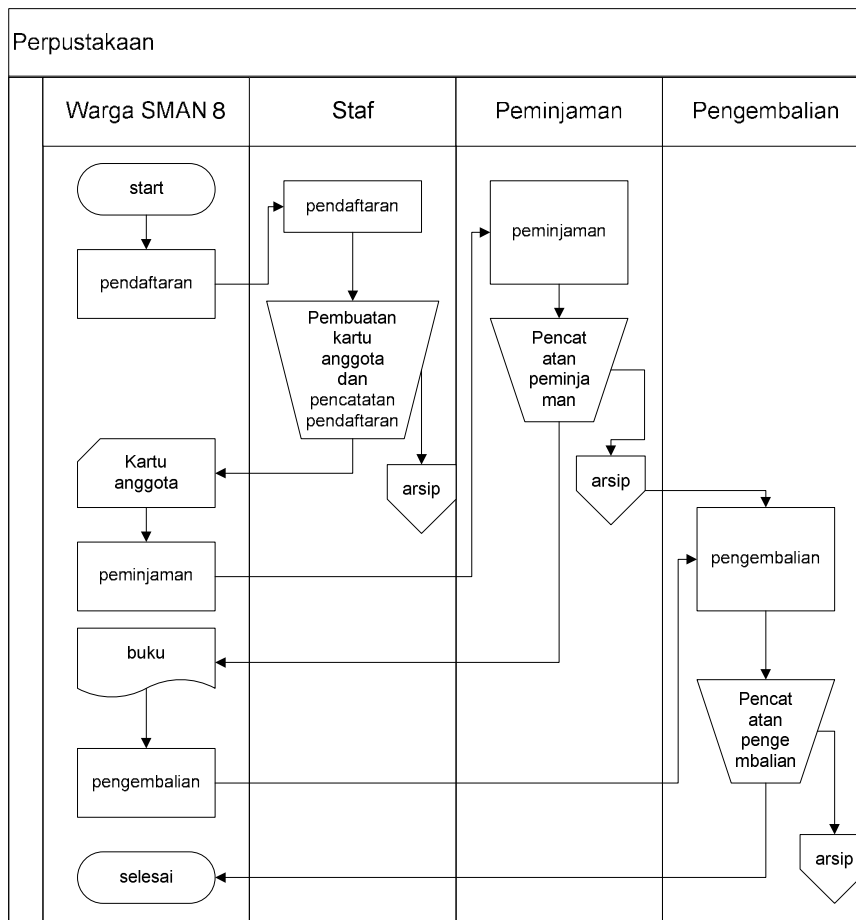 Perpustakaan
Warga SMAN 8
Staf
Peminjaman
Pengembalian
start
pendaftaran
pendaftaran
peminjaman
Pembuatan
kartu
anggota
dan
pencatatan
pendaftaran
Pencat
atan
peminja
man
Kartu
anggota
arsip
arsip
peminjaman
pengembalian
buku
Pencat
atan
penge
mbalian
pengembalian
arsip
selesai